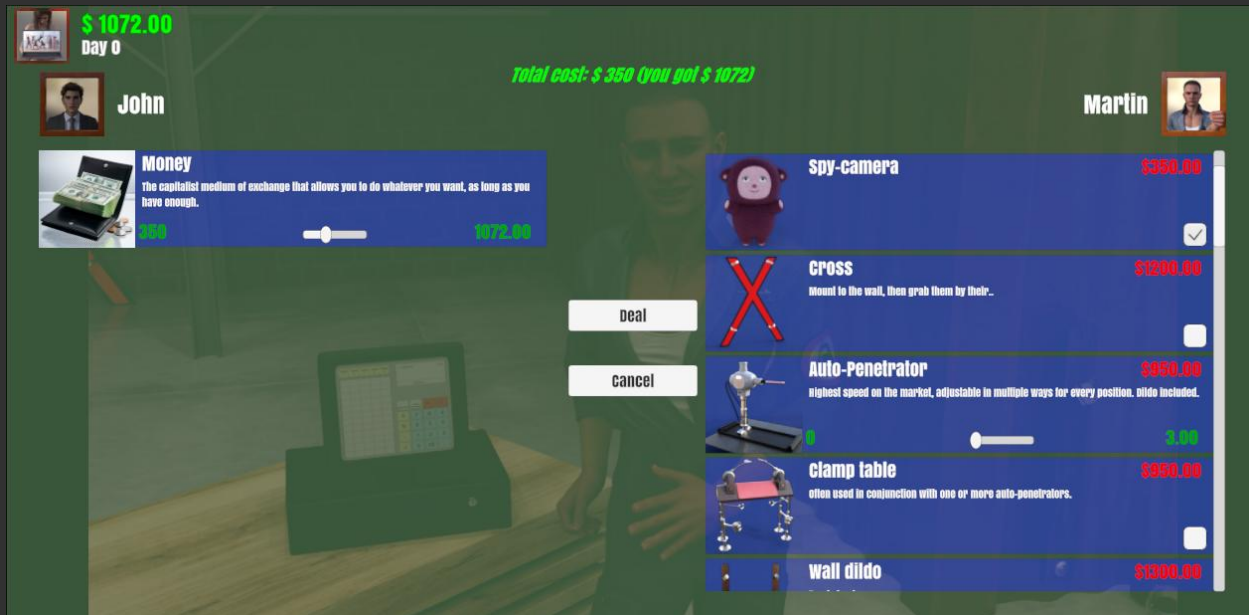 $ 1072.00
Day 0
Total cost: $ 350 (you got $ 1072)
John
Martin
Money
The capitalist medium of exchange that allows you to do whatever you want, as long as you
have enough.
350
1072.00
Deal
Cancel
Spy-camera
$350.00
Cross
$1200.00
Mount to the wall, then grab them by their..
Auto-Penetrator
$950.00
Highest speed on the market, adjustable in multiple ways for every position. Dildo included.
0
3.00
Clamp table
$950.00
Often used in conjunction with one or more auto-penetrators.
Wall dildo
$1300.00